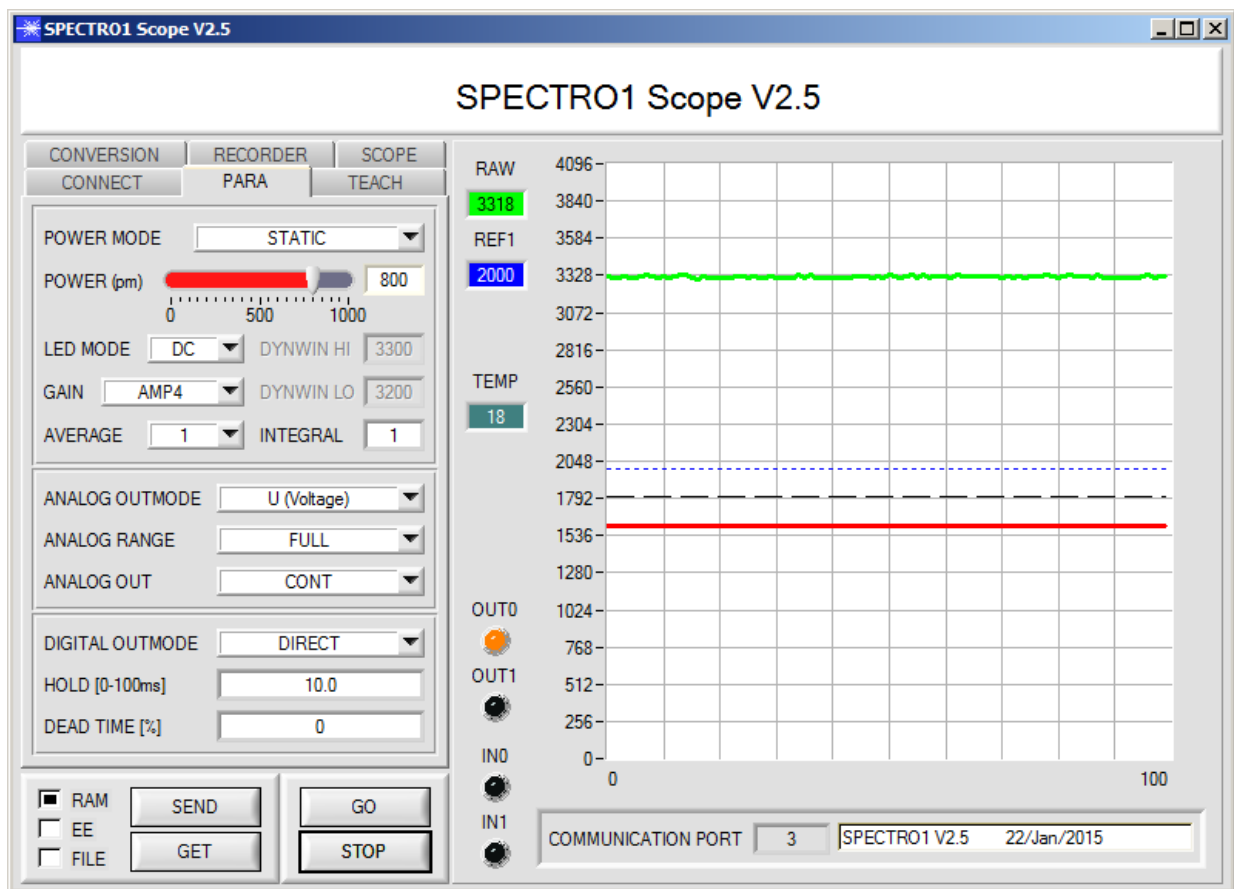 SPECTRO1 Scope V2.5
SPECTRO1 Scope V2.5
CONVERSION RECORDER SCOPE
CONNECT PARA TEACH
POWER MODE STATIC
POWER (pm) 800
0 500 1000
LED MODE DC DYNWIN HI 3300
GAIN AMP4 DYNWIN LO 3200
AVERAGE 1 INTEGRAL 1
ANALOG OUTMODE U (Voltage)
ANALOG RANGE FULL
ANALOG OUT CONT
DIGITAL OUTMODE DIRECT
HOLD [0-100ms] 10.0
DEAD TIME [%] 0
RAM
EE
FILE
SEND
GET
GO
STOP
RAW
3318
REF1
2000
TEMP
18
OUT0
OUT1
IN0
IN1
4096
3840
3584
3328
3072
2816
2560
2304
2048
1792
1536
1280
1024
768
512
256
0
0 100
COMMUNICATION PORT 3 SPECTRO1 V2.5 22/Jan/2015